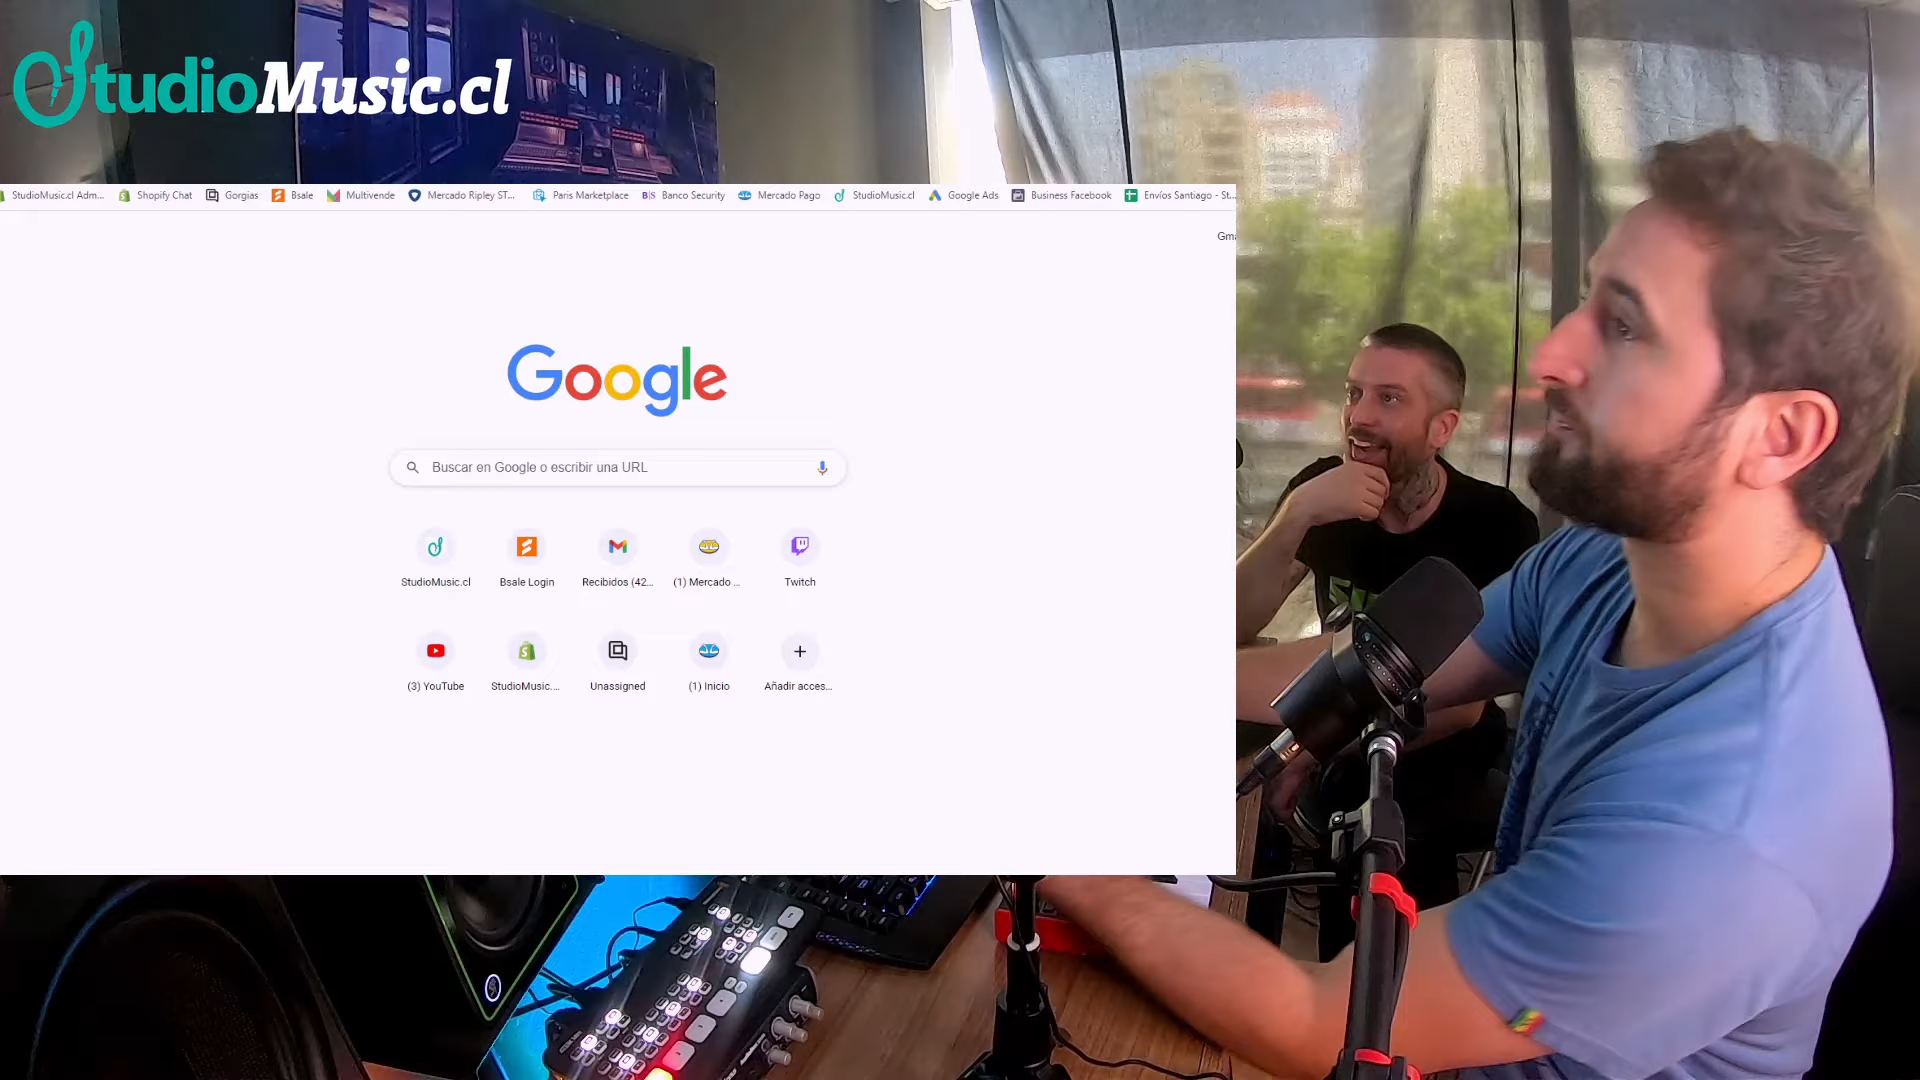 StudioMusic.cl
StudioMusic.cl Adm... Shopify Chat Gorgias Bsale Multivende Mercado Ripley ST... Paris Marketplace B|S Banco Security Mercado Pago StudioMusic.cl Google Ads Business Facebook Envíos Santiago - St...
Gma
Google
Buscar en Google o escribir una URL
StudioMusic.cl Bsale Login Recibidos (42... (1) Mercado ... Twitch
(3) YouTube StudioMusic.... Unassigned (1) Inicio Añadir acces...